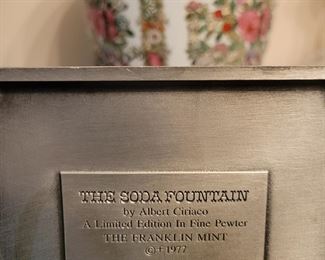 THE SODA FOUNTAIN
by Albert Ciriaco
A Limited Edition In Fine Pewter
THE FRANKLIN MINT
©+1977